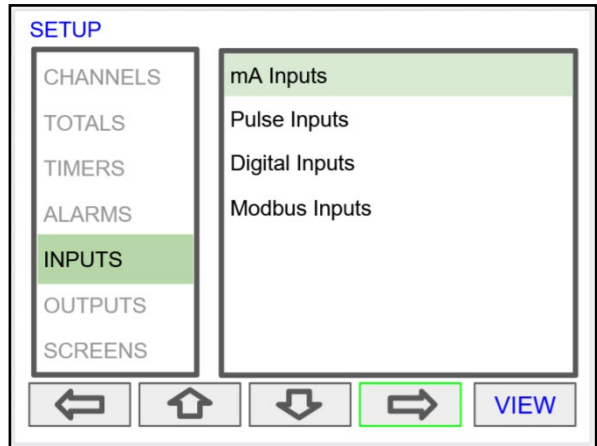 SETUP
CHANNELS
TOTALS
TIMERS
ALARMS
INPUTS
OUTPUTS
SCREENS
mA Inputs
Pulse Inputs
Digital Inputs
Modbus Inputs
VIEW